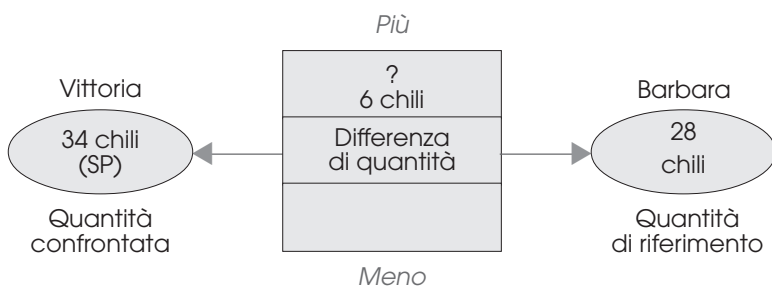 Più
Vittoria
34 chili
(SP)
Quantità
confrontata
?
6 chili
Differenza
di quantità
Meno
Barbara
28
chili
Quantità
di riferimento